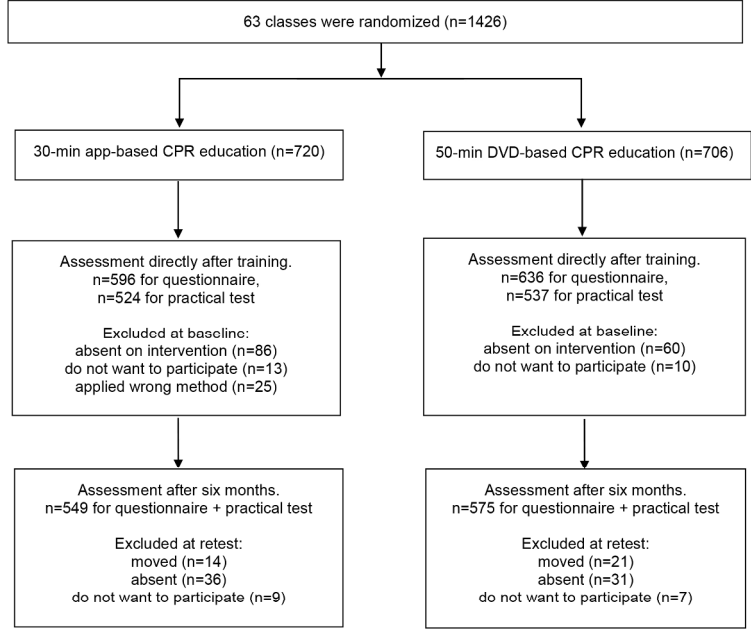 63 classes were randomized (n=1426)
30-min app-based CPR education (n=720)
50-min DVD-based CPR education (n=706)
Assessment directly after training.
n=596 for questionnaire,
n=524 for practical test
Excluded at baseline:
absent on intervention (n=86)
do not want to participate (n=13)
applied wrong method (n=25)
Assessment directly after training.
n=636 for questionnaire,
n=537 for practical test
Excluded at baseline:
absent on intervention (n=60)
do not want to participate (n=10)
Assessment after six months.
n=549 for questionnaire + practical test
Excluded at retest:
moved (n=14)
absent (n=36)
do not want to participate (n=9)
Assessment after six months.
n=575 for questionnaire + practical test
Excluded at retest:
moved (n=21)
absent (n=31)
do not want to participate (n=7)